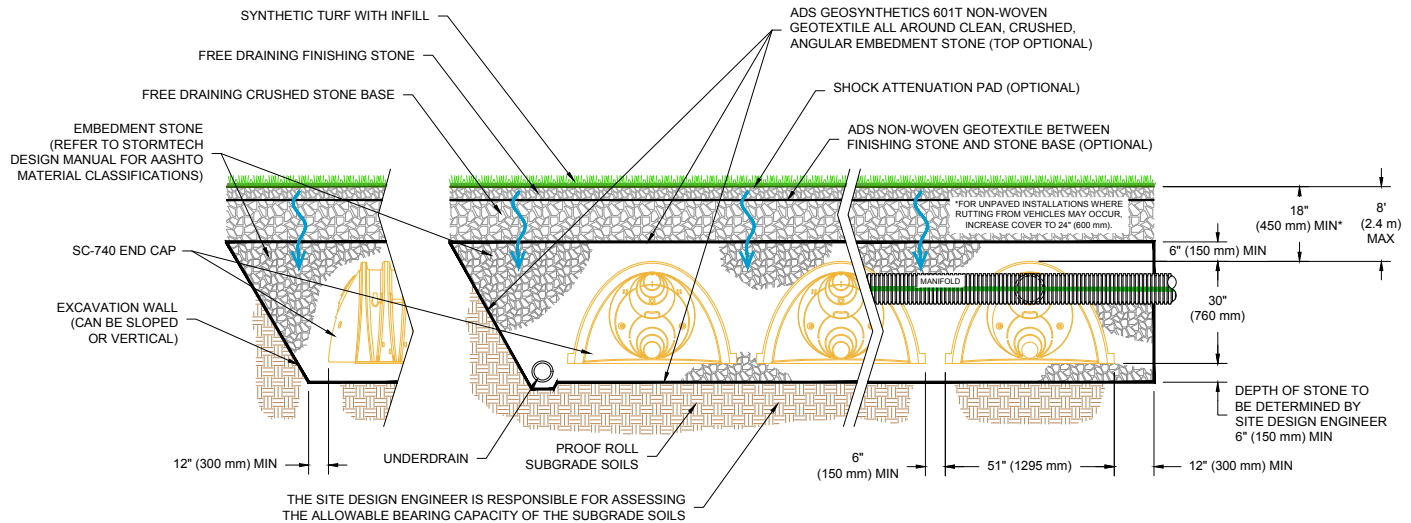 SYNTHETIC TURF WITH INFILL
FREE DRAINING FINISHING STONE
FREE DRAINING CRUSHED STONE BASE
EMBEDMENT STONE
(REFER TO STORMTECH
DESIGN MANUAL FOR AASHTO
MATERIAL CLASSIFICATIONS)
SC-740 END CAP
EXCAVATION WALL
(CAN BE SLOPED
OR VERTICAL)
ADS GEOSYNTHETICS 601T NON-WOVEN
GEOTEXTILE ALL AROUND CLEAN, CRUSHED,
ANGULAR EMBEDMENT STONE (TOP OPTIONAL)
SHOCK ATTENUATION PAD (OPTIONAL)
ADS NON-WOVEN GEOTEXTILE BETWEEN
FINISHING STONE AND STONE BASE (OPTIONAL)
*FOR UNPAVED INSTALLATIONS WHERE
RUTTING FROM VEHICLES MAY OCCUR,
INCREASE COVER TO 24" (600 mm).
18"
(450 mm) MIN*
8'
(2.4 m)
MAX
6" (150 mm) MIN
MANIFOLD
30"
(760 mm)
DEPTH OF STONE TO
BE DETERMINED BY
SITE DESIGN ENGINEER
6" (150 mm) MIN
12" (300 mm) MIN
UNDERDRAIN
PROOF ROLL
SUBGRADE SOILS
6"
(150 mm) MIN
51" (1295 mm)
12" (300 mm) MIN
THE SITE DESIGN ENGINEER IS RESPONSIBLE FOR ASSESSING
THE ALLOWABLE BEARING CAPACITY OF THE SUBGRADE SOILS